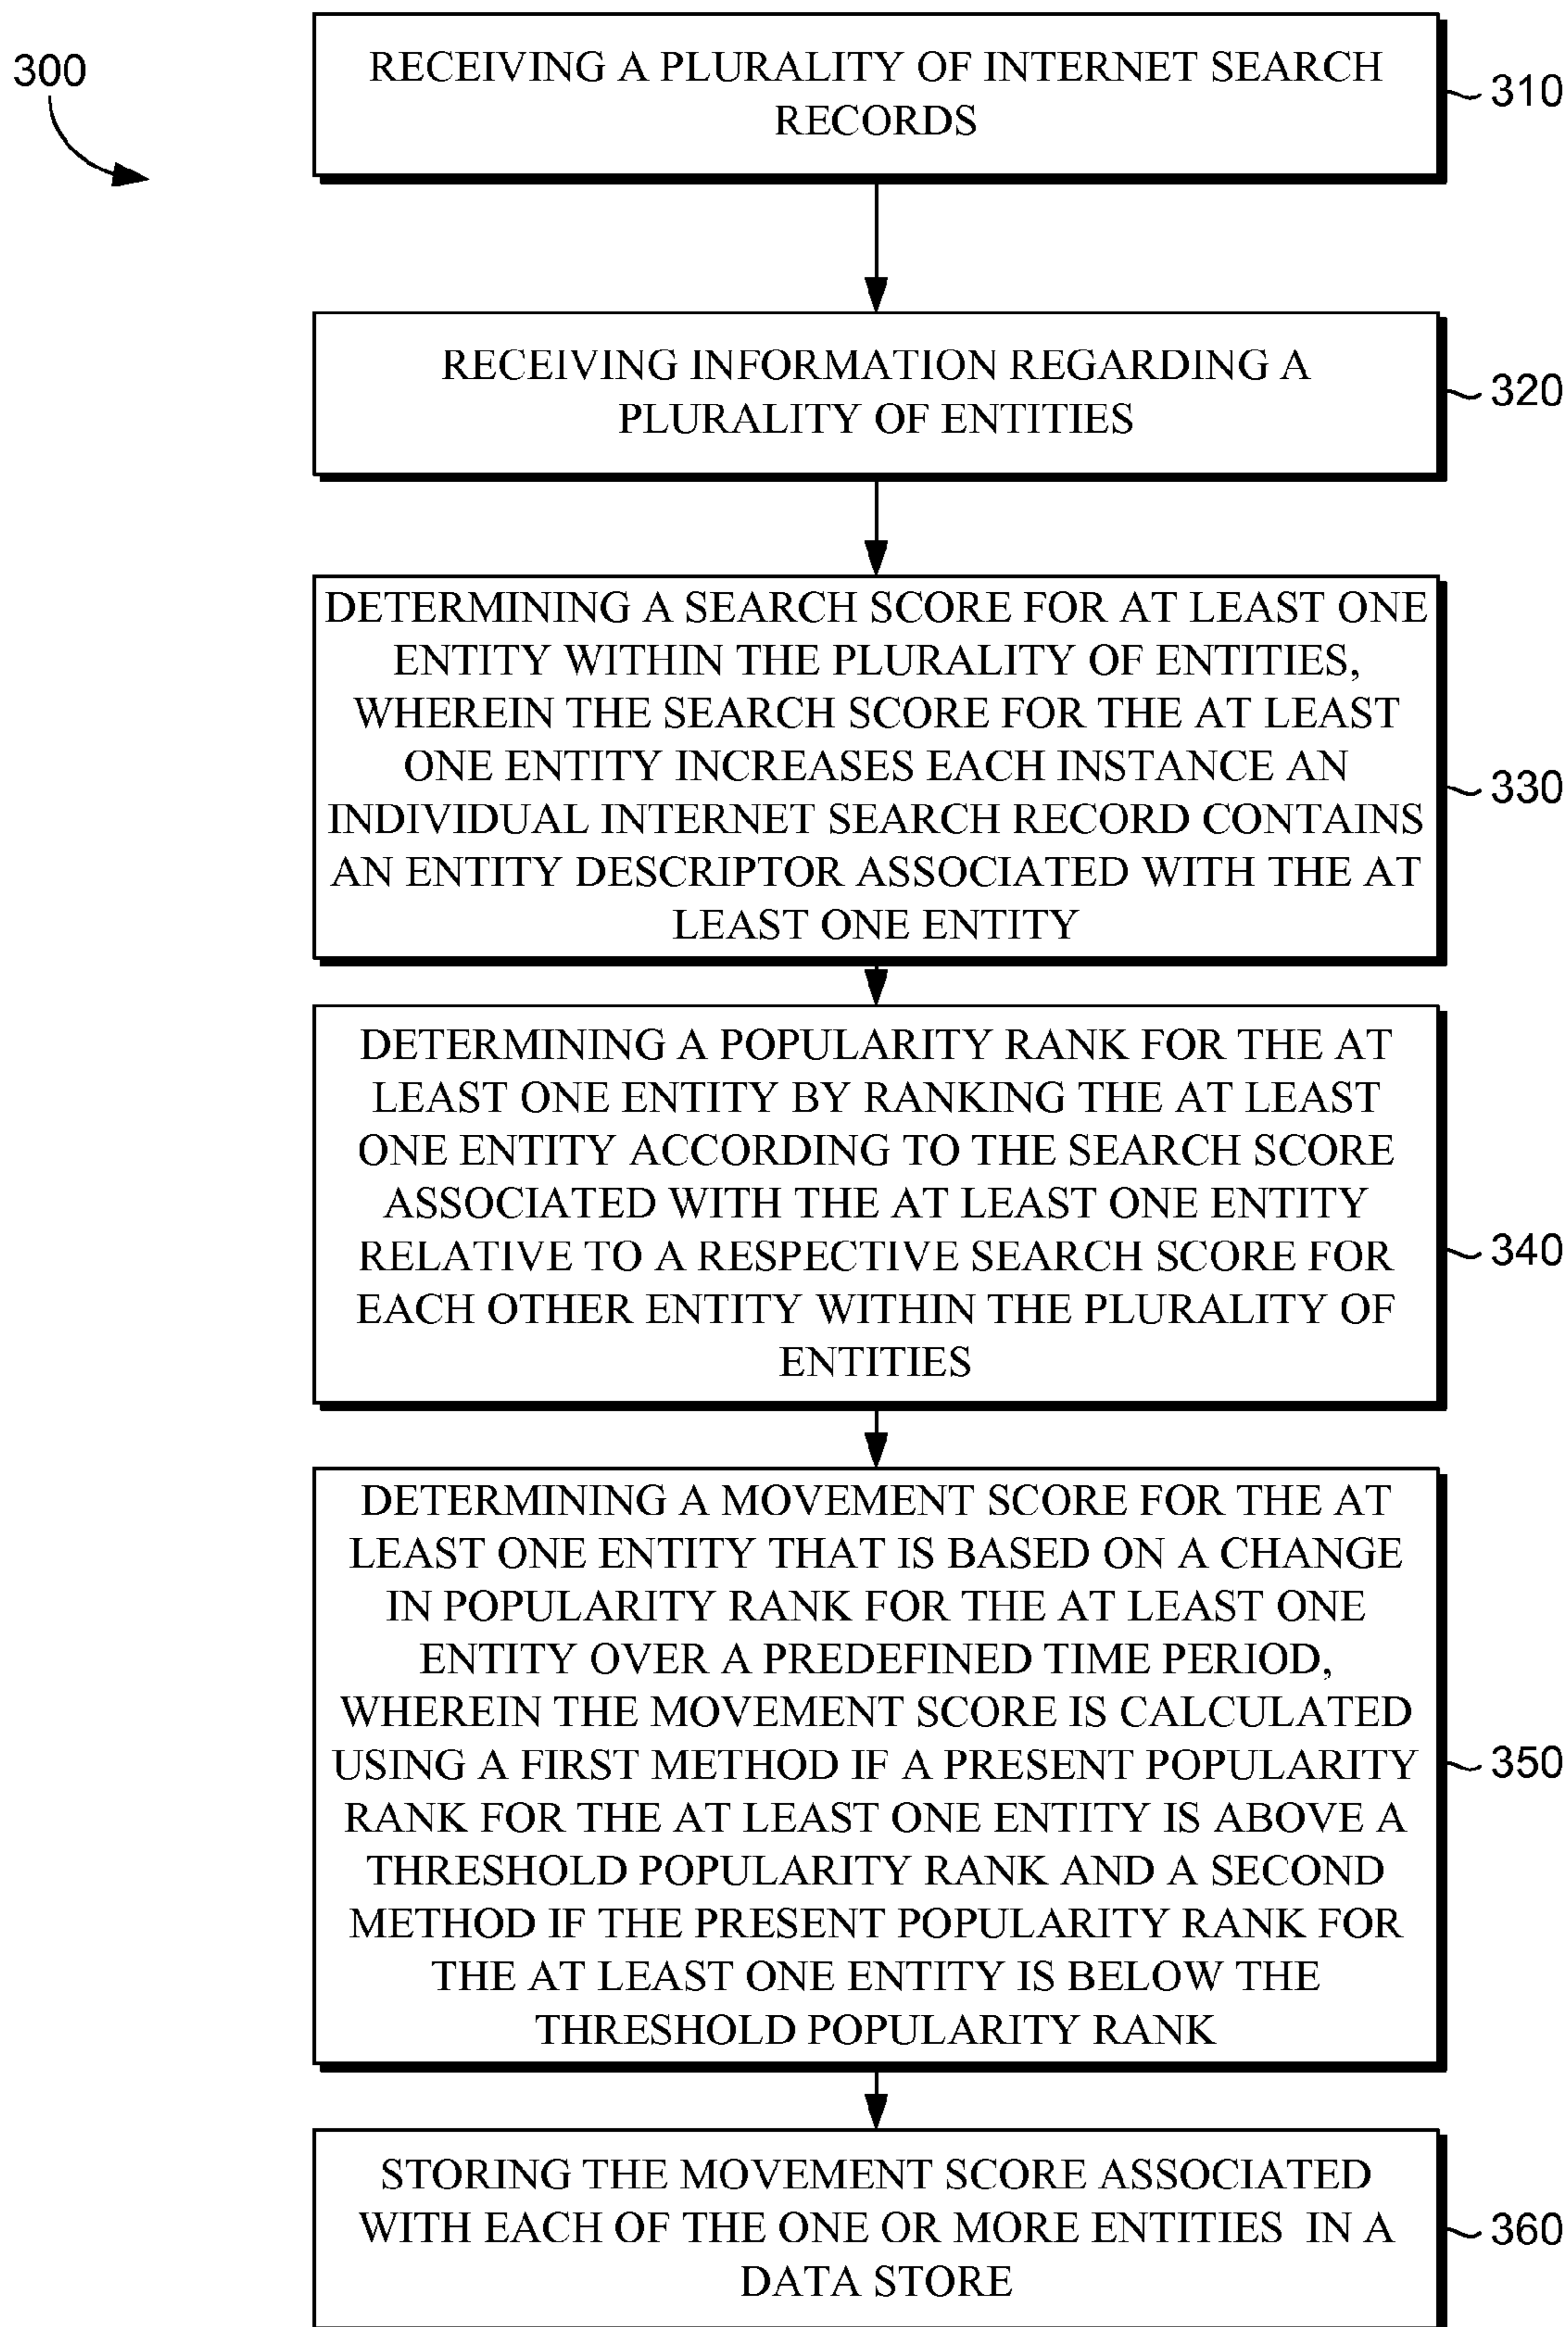 300
RECEIVING A PLURALITY OF INTERNET SEARCH
RECORDS
310
RECEIVING INFORMATION REGARDING A
PLURALITY OF ENTITIES
320
DETERMINING A SEARCH SCORE FOR AT LEAST ONE
ENTITY WITHIN THE PLURALITY OF ENTITIES,
WHEREIN THE SEARCH SCORE FOR THE AT LEAST
ONE ENTITY INCREASES EACH INSTANCE AN
INDIVIDUAL INTERNET SEARCH RECORD CONTAINS
AN ENTITY DESCRIPTOR ASSOCIATED WITH THE AT
LEAST ONE ENTITY
330
DETERMINING A POPULARITY RANK FOR THE AT
LEAST ONE ENTITY BY RANKING THE AT LEAST
ONE ENTITY ACCORDING TO THE SEARCH SCORE
ASSOCIATED WITH THE AT LEAST ONE ENTITY
RELATIVE TO A RESPECTIVE SEARCH SCORE FOR
EACH OTHER ENTITY WITHIN THE PLURALITY OF
ENTITIES
340
DETERMINING A MOVEMENT SCORE FOR THE AT
LEAST ONE ENTITY THAT IS BASED ON A CHANGE
IN POPULARITY RANK FOR THE AT LEAST ONE
ENTITY OVER A PREDEFINED TIME PERIOD,
WHEREIN THE MOVEMENT SCORE IS CALCULATED
USING A FIRST METHOD IF A PRESENT POPULARITY
RANK FOR THE AT LEAST ONE ENTITY IS ABOVE A
THRESHOLD POPULARITY RANK AND A SECOND
METHOD IF THE PRESENT POPULARITY RANK FOR
THE AT LEAST ONE ENTITY IS BELOW THE
THRESHOLD POPULARITY RANK
350
STORING THE MOVEMENT SCORE ASSOCIATED
WITH EACH OF THE ONE OR MORE ENTITIES IN A
DATA STORE
360